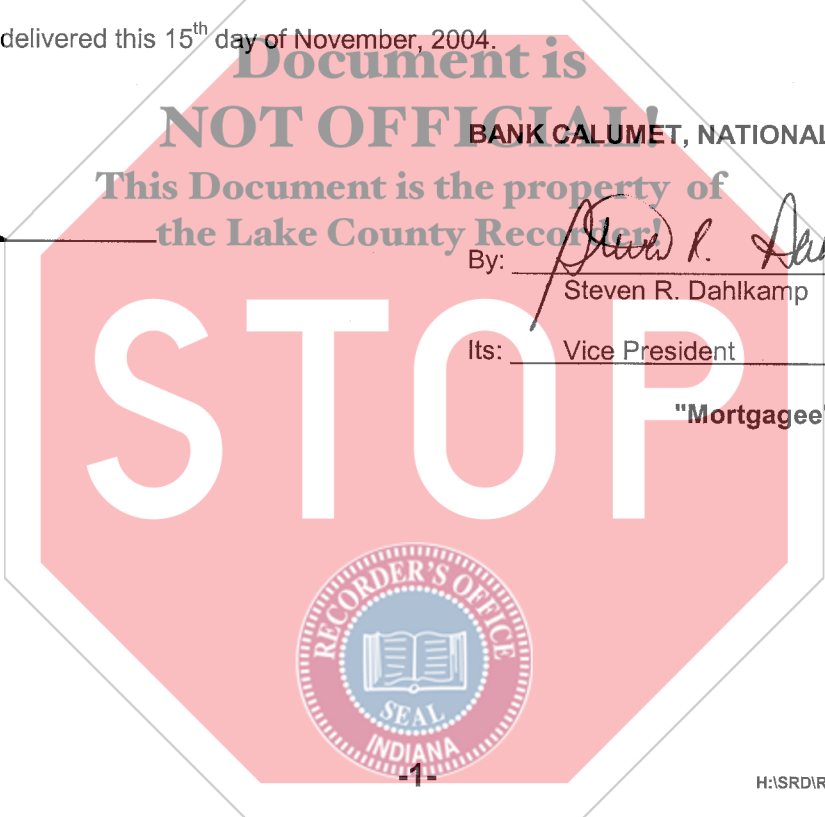 delivered this 15th day of November, 2004.
Document is
NOT OFFICIAL!
BANK CALUMET, NATIONAL
This Document is the property of
the Lake County Recorder!
By: Steven R.
Steven R. Dahlkamp
Its: Vice President
"Mortgagee"
STOP
RECORDER'S OFFICE
SEAL
INDIANA
-1-
H:\SRD\R